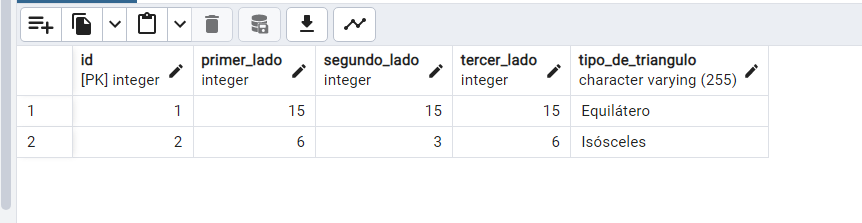 id primer_lado segundo_lado tercer_lado tipo_de_triangulo
[PK] integer integer integer integer character varying (255)
1 1 15 15 15 Equilátero
2 2 6 3 6 Isósceles